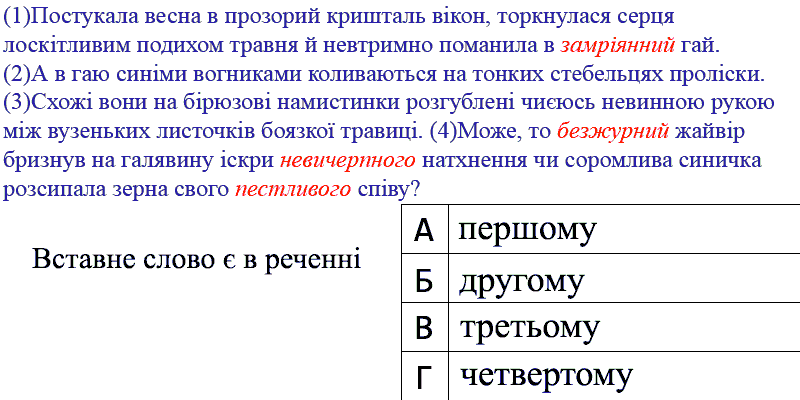 (1)Постукала весна в прозорий кришталь вікон, торкнулася серця
лоскітливим подихом травня й невтримно поманила в замріянний гай.
(2)А в гаю синіми вогниками коливаються на тонких стебельцях проліски.
(3)Схожі вони на бірюзові намистинки розгублені чиєюсь невинною рукою
між вузеньких листочків боязкої травиці. (4)Може, то безжурний жайвір
бризнув на галявину іскри невичерпного натхнення чи соромлива синичка
розсипала зерна свого пестливого співу?
Вставне слово є в реченні
А першому
Б другому
В третьому
Г четвертому